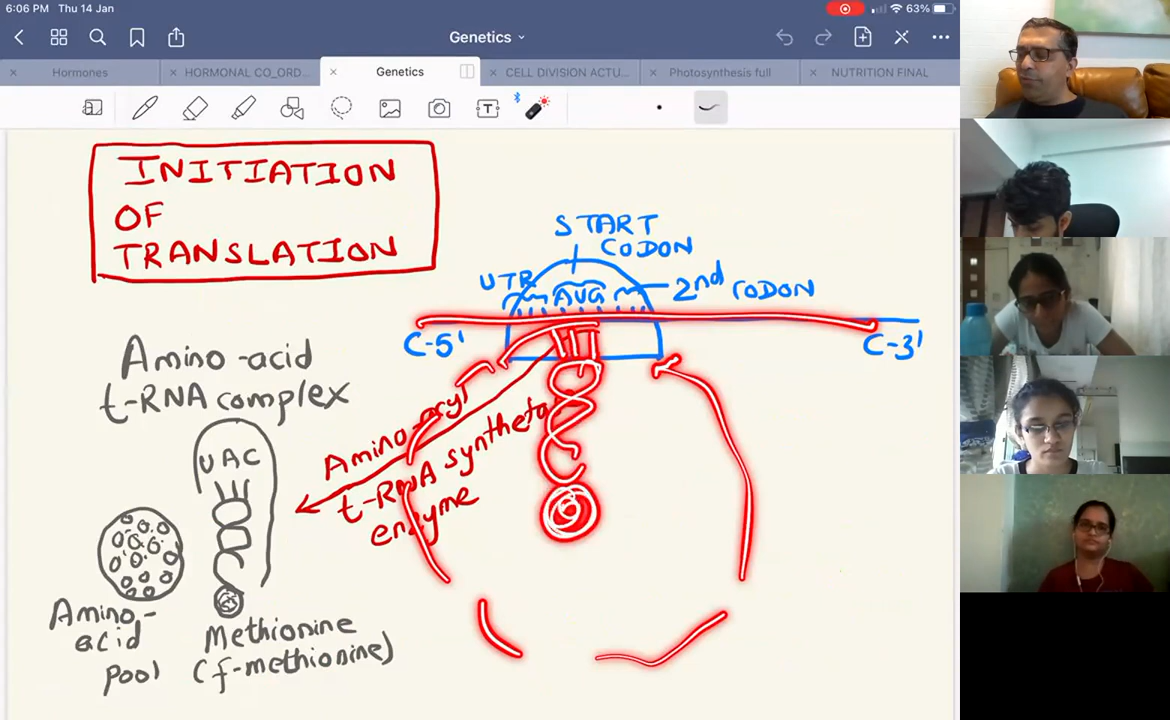 6:06 PM Thu 14 Jan
63%
Genetics
Hormones
HORMONAL CO_ORD...
Genetics
CELL DIVISION ACTU...
Photosynthesis full
NUTRITION FINAL
INITIATION
OF
TRANSLATION
START
CODON
UTR
AUG
2nd CODON
C-5'
C-3'
Amino-acid
t-RNA complex
UAC
Amino-acyl
t-RNA syntheta
enzyme
Amino-
acid
pool
Methionine
(f-methionine)